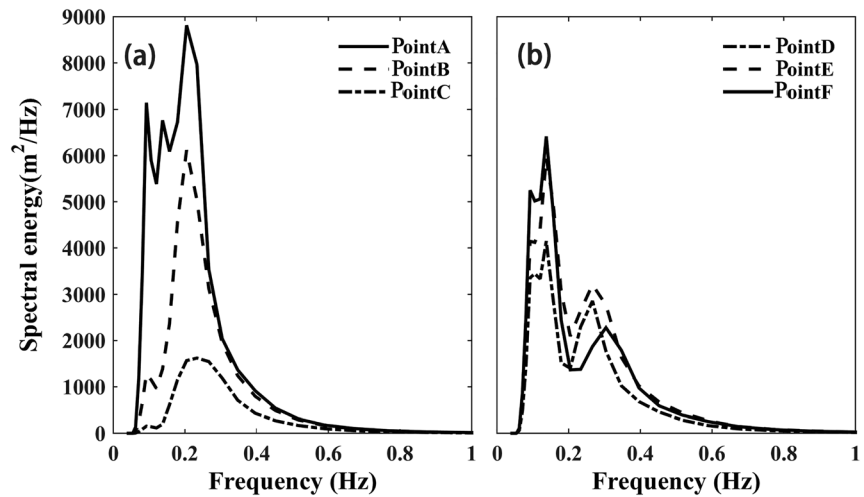 9000
8000
7000
6000
5000
4000
3000
2000
1000
0
Spectral energy(m²/Hz)
(a)
PointA
PointB
PointC
0 0.2 0.4 0.6 0.8 1
Frequency (Hz)
(b)
PointD
PointE
PointF
0 0.2 0.4 0.6 0.8 1
Frequency (Hz)